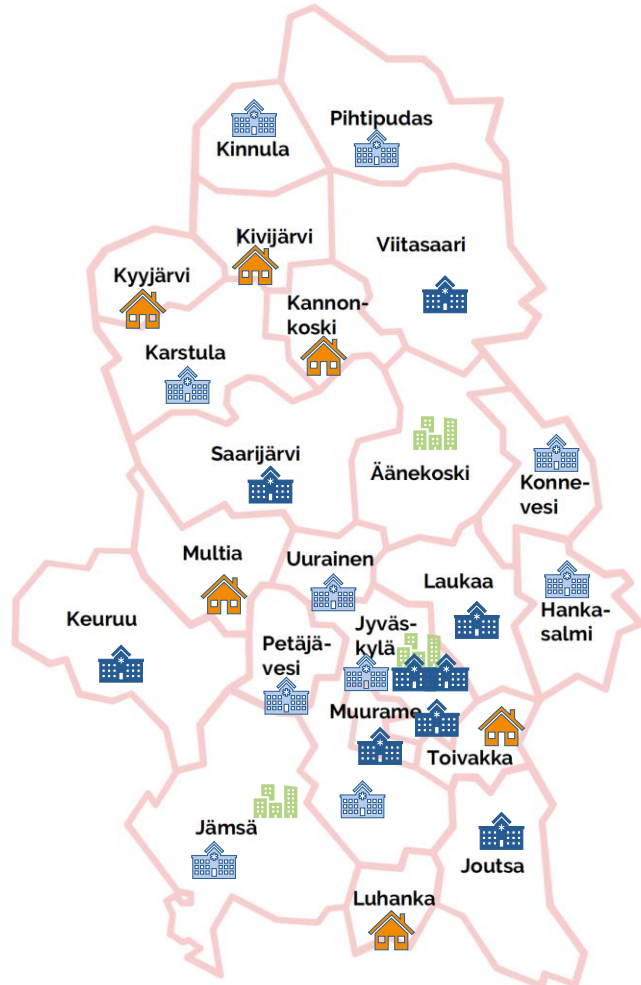 Pihtipudas
Kinnula
Kivijärvi
Viitasaari
Kyyjärvi
Kannon-
koski
Karstula
Saarijärvi
Äänekoski
Konne-
vesi
Multia
Uurainen
Laukaa
Hanka-
salmi
Keuruu
Petäjä-
vesi
Jyväs-
kylä
Muurame
Toivakka
Jämsä
Joutsa
Luhanka